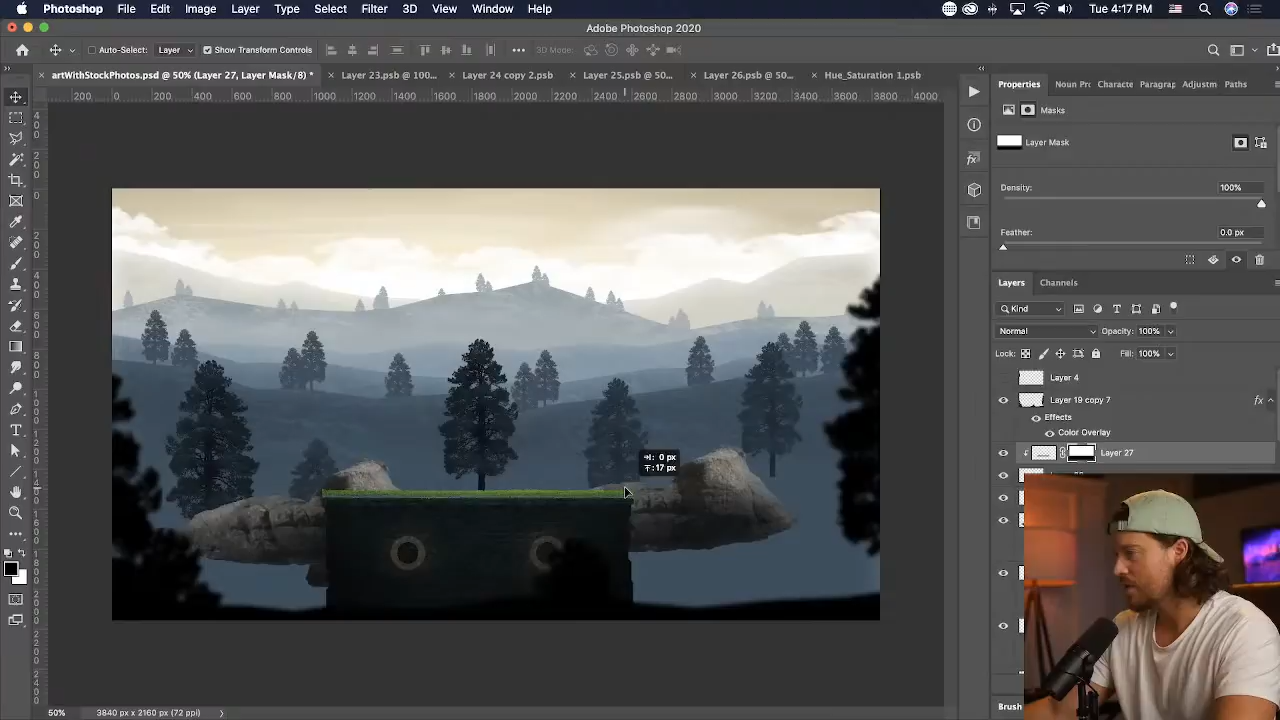 Photoshop File Edit Image Layer Type Select Filter 3D View Window Help Tue 4:17 PM
Adobe Photoshop 2020
Auto-Select: Layer Show Transform Controls 3D Mode:
artWithStockPhotos.psd @ 50% (Layer 27, Layer Mask/8) * Layer 23.psd @ 100... Layer 24 copy 2.psd Layer 25.psb @ 50... Layer 26.psb @ 50... Hue_Saturation 1.psb
200 0 200 400 600 800 1000 1200 1400 1600 1800 2000 2200 2400 2600 2800 3000 3200 3400 3600 3800 4000
Properties Noun Pr Characte Paragrap Adjustm Paths
Masks
Layer Mask
Density: 100%
Feather: 0.0 px
Layers Channels
Kind
Normal Opacity: 100%
Lock: Fill: 100%
Layer 4
Layer 19 copy 7 fx
Effects
Color Overlay
Layer 27
: 0 px
: 17 px
Brush
50% 3840 px x 2160 px (72 ppi)